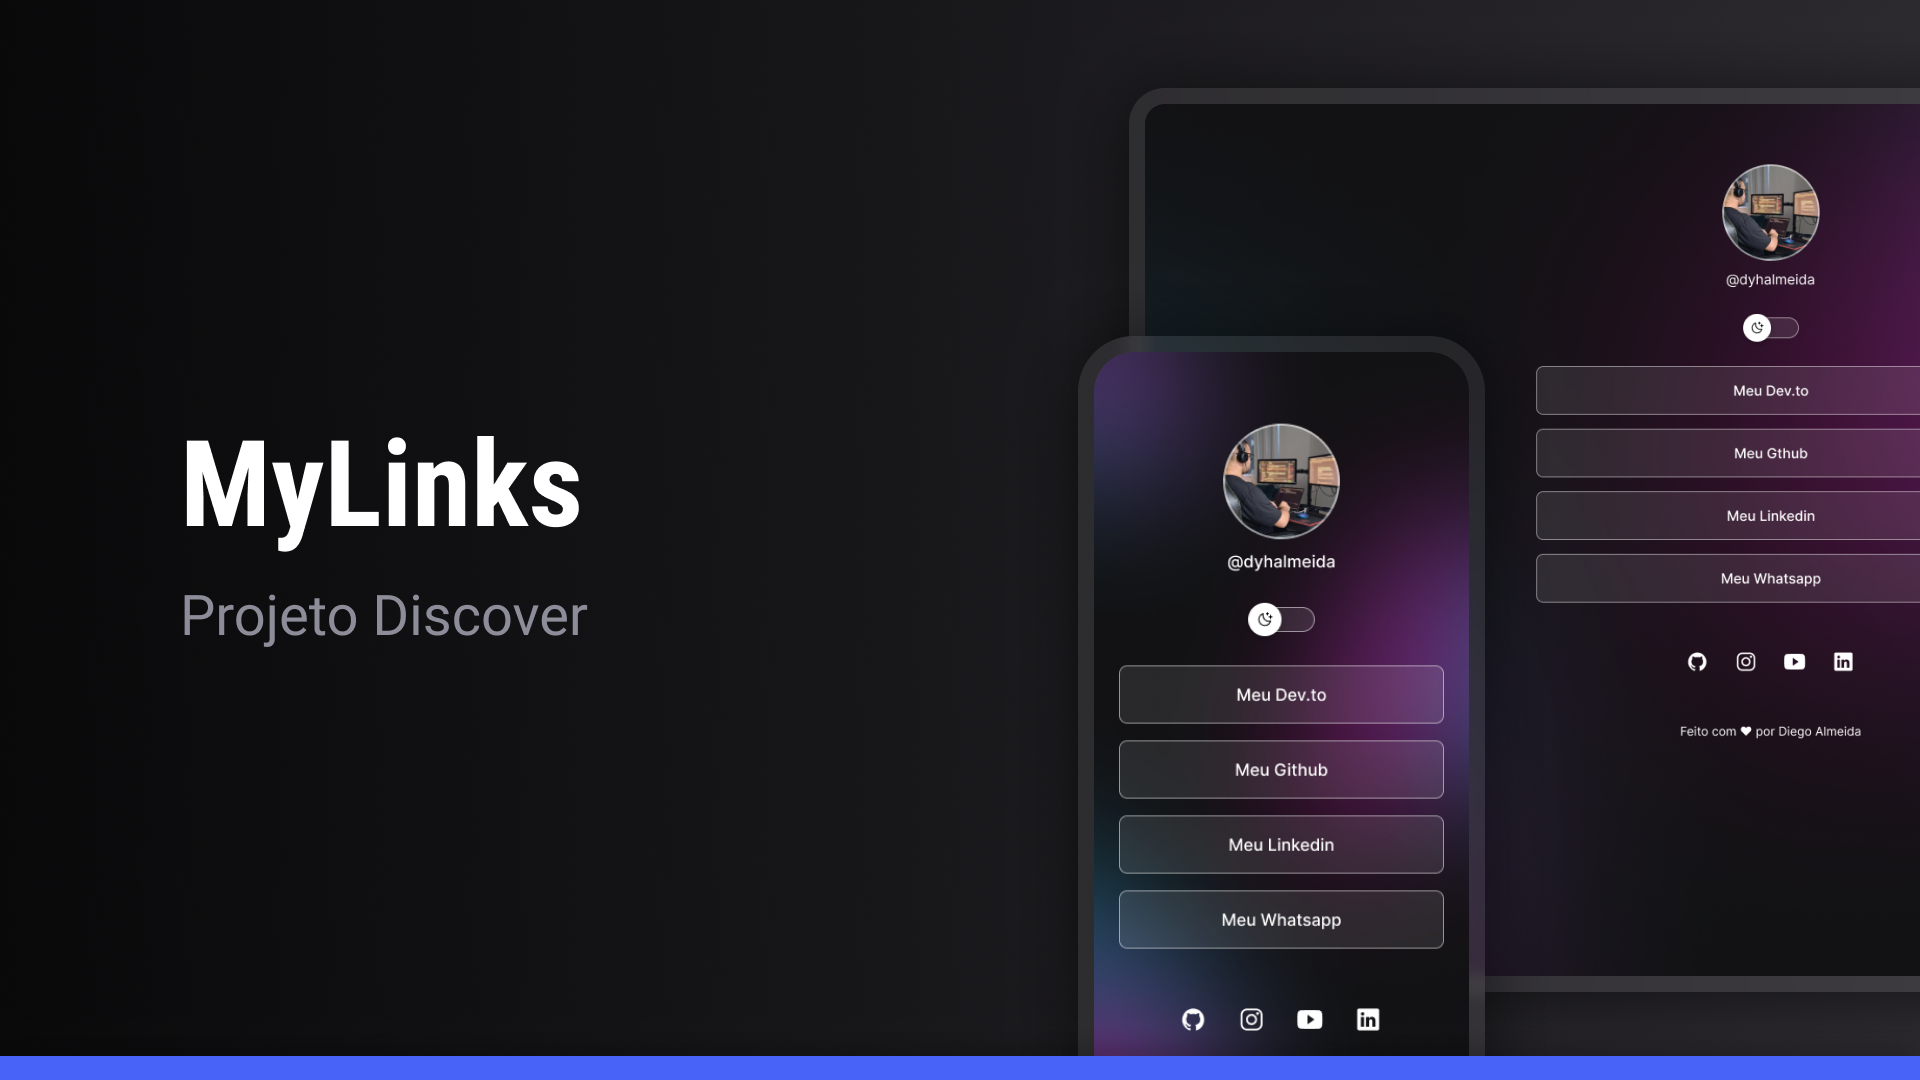 MyLinks
Projeto Discover
@dyhalmeida
Meu Dev.to
Meu Github
Meu Linkedin
Meu Whatsapp
@dyhalmeida
Meu Dev.to
Meu Gthub
Meu Linkedin
Meu Whatsapp
Feito com ♥ por Diego Almeida